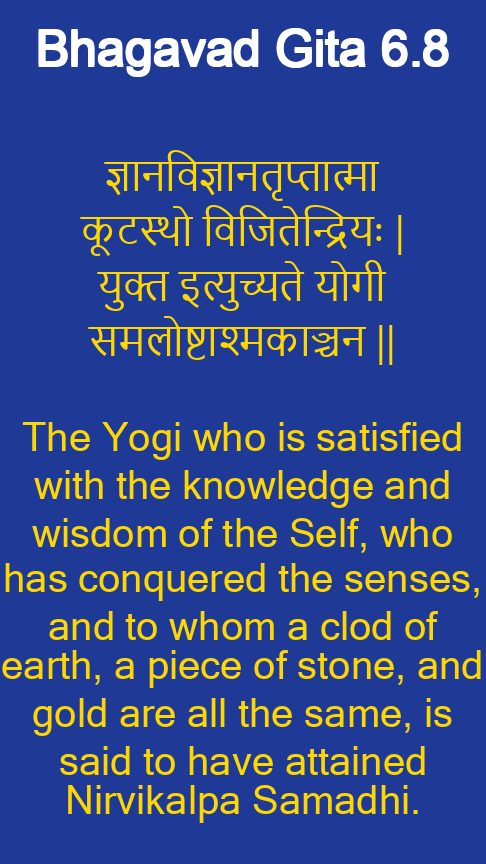 Bhagavad Gita 6.8
ज्ञानविज्ञानतृप्तात्मा
कूटस्थो विजितेन्द्रियः |
युक्त इत्युच्यते योगी
समलोष्टाश्मकाञ्चन ||
The Yogi who is satisfied
with the knowledge and
wisdom of the Self, who
has conquered the senses,
and to whom a clod of
earth, a piece of stone, and
gold are all the same, is
said to have attained
Nirvikalpa Samadhi.